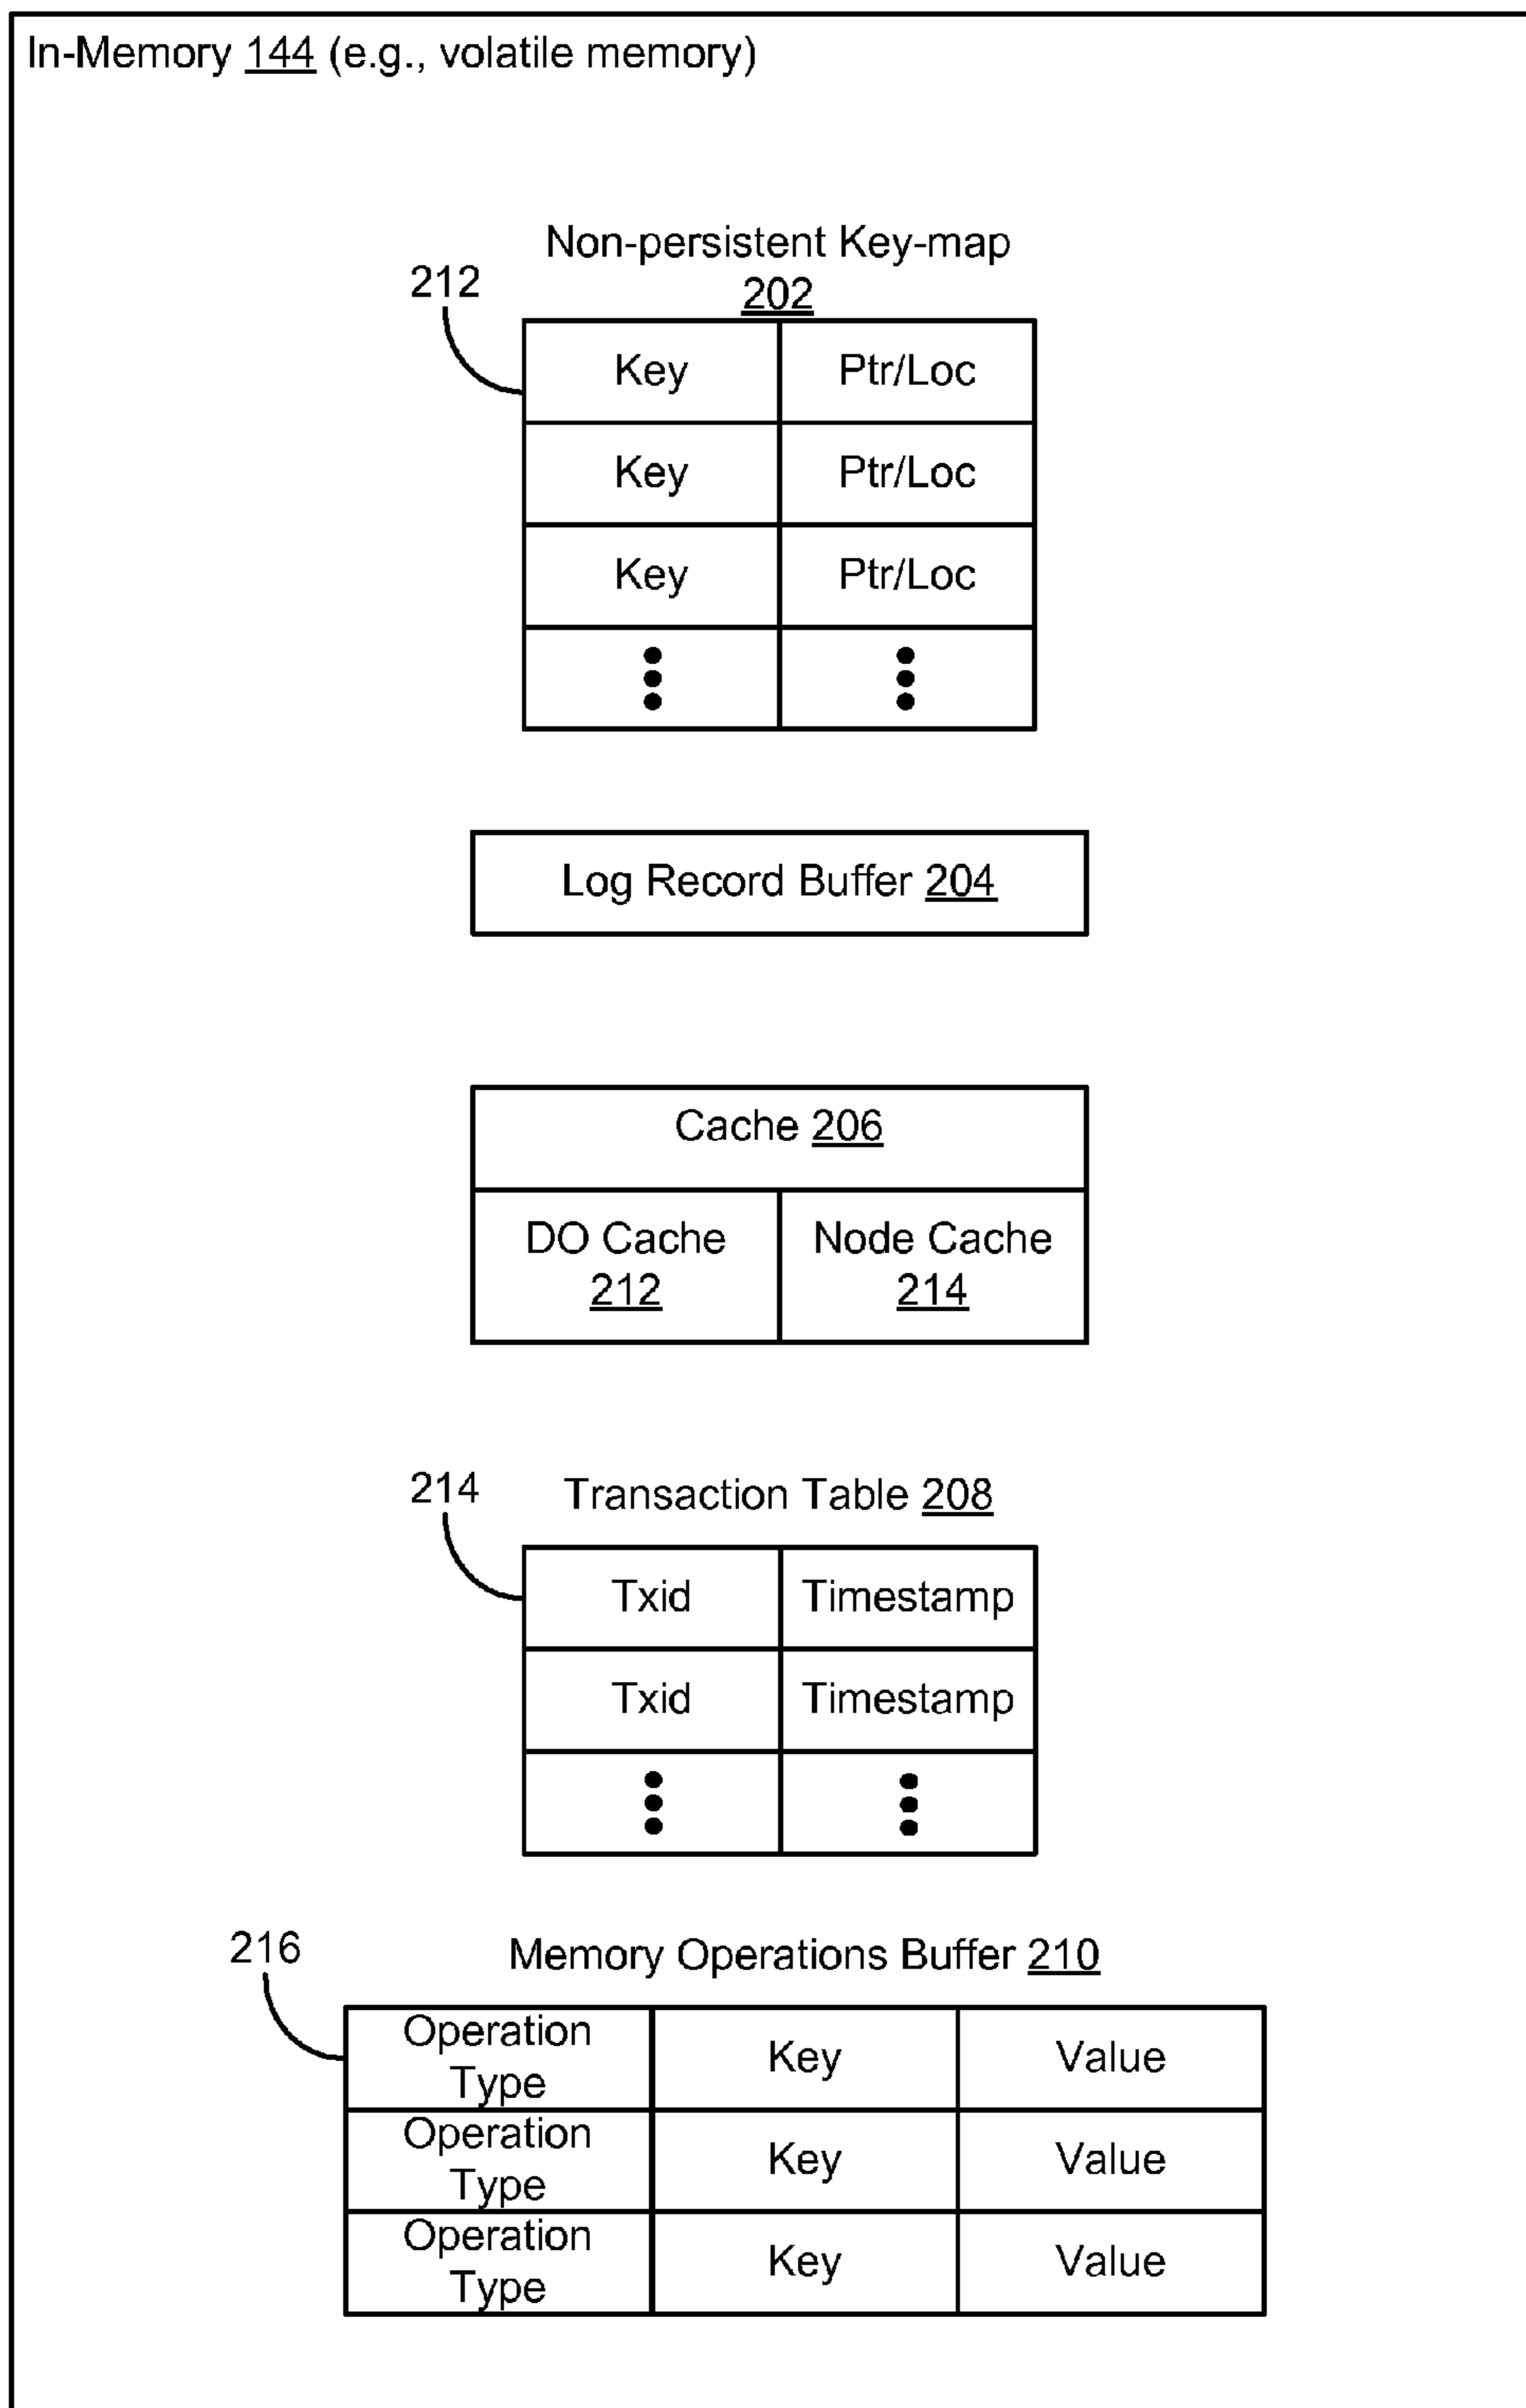 In-Memory 144 (e.g., volatile memory)
Non-persistent Key-map
202
212
Key Ptr/Loc
Key Ptr/Loc
Key Ptr/Loc
Log Record Buffer 204
Cache 206
DO Cache Node Cache
212 214
214
Transaction Table 208
Txid Timestamp
Txid Timestamp
216
Memory Operations Buffer 210
Operation
Type Key Value
Operation
Type Key Value
Operation
Type Key Value